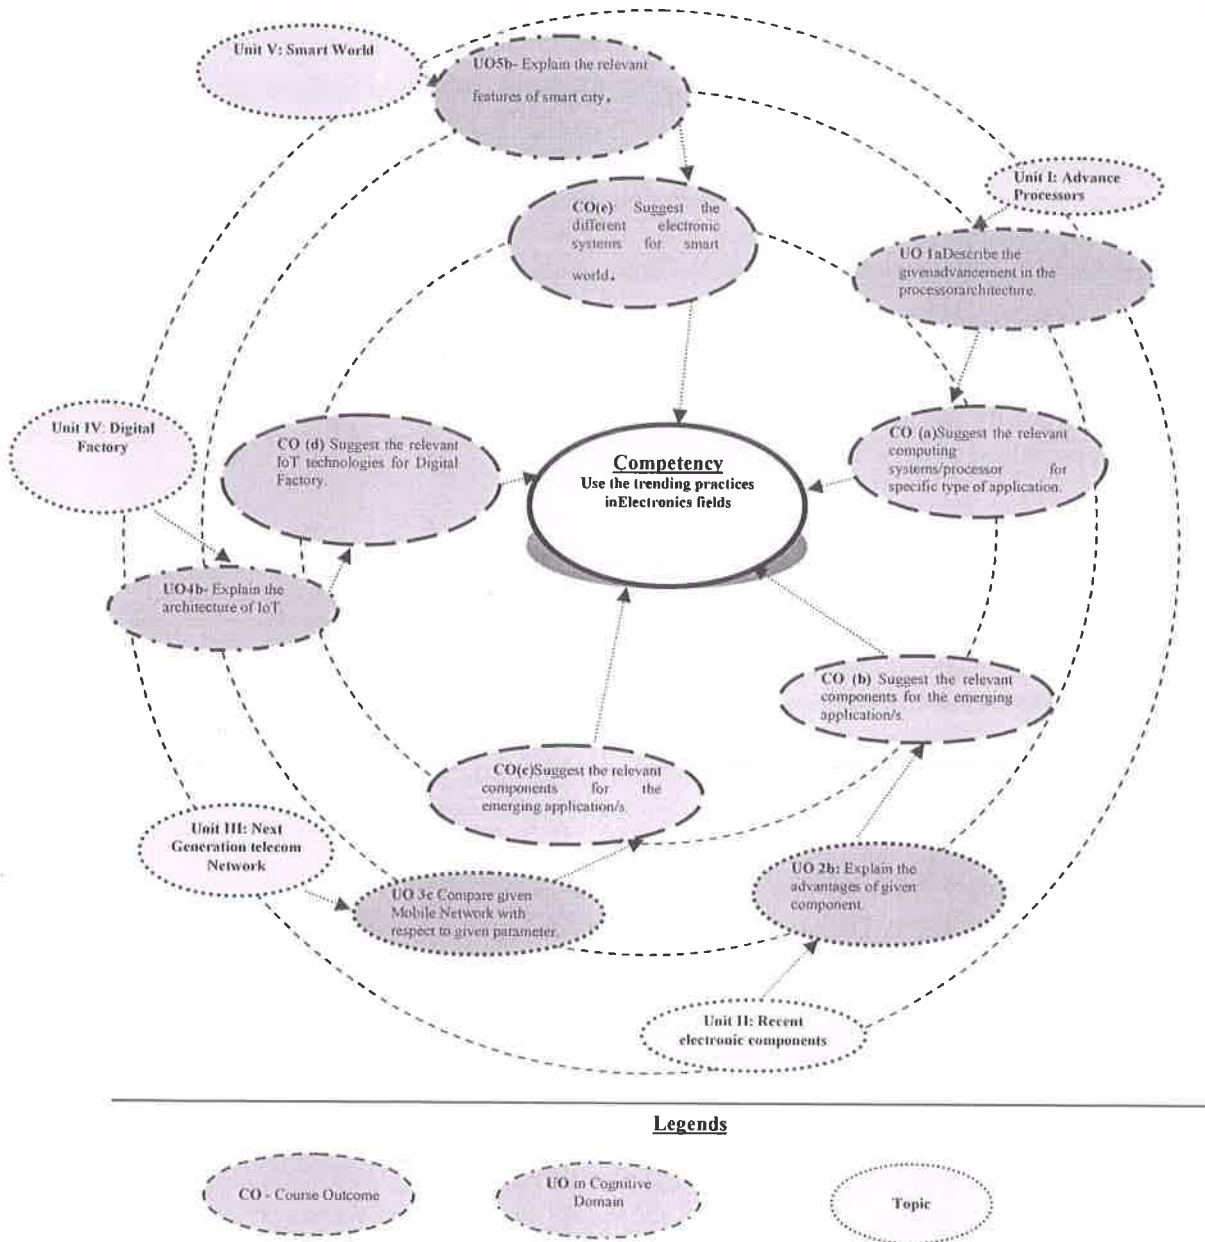 Unit V: Smart World
UO5b- Explain the relevant
features of smart city.
Unit I: Advance
Processors
CO(e) Suggest the
different electronic
systems for smart
world.
UO 1aDescribe the
givenadvancement in the
processorarchitecture.
Unit IV: Digital
Factory
CO (d) Suggest the relevant
IoT technologies for Digital
Factory.
Competency
Use the trending practices
inElectronics fields
CO (a)Suggest the relevant
computing
systems/processor for
specific type of application.
UO4b- Explain the
architecture of IoT.
CO (b) Suggest the relevant
components for the emerging
application/s.
CO(c)Suggest the relevant
components for the
emerging application/s.
Unit III: Next
Generation telecom
Network
UO 3c Compare given
Mobile Network with
respect to given parameter.
UO 2b: Explain the
advantages of given
component.
Unit II: Recent
electronic components
Legends
CO - Course Outcome
UO in Cognitive
Domain
Topic